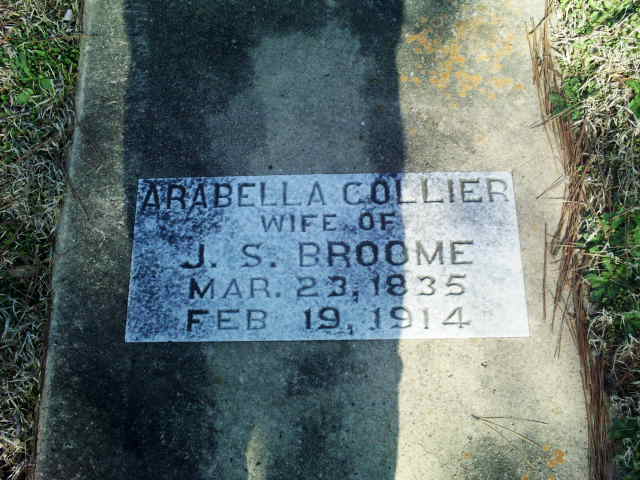 ARABELLA COLLIER
WIFE OF
J. S. BROOME
MAR. 23, 1835
FEB 19, 1914